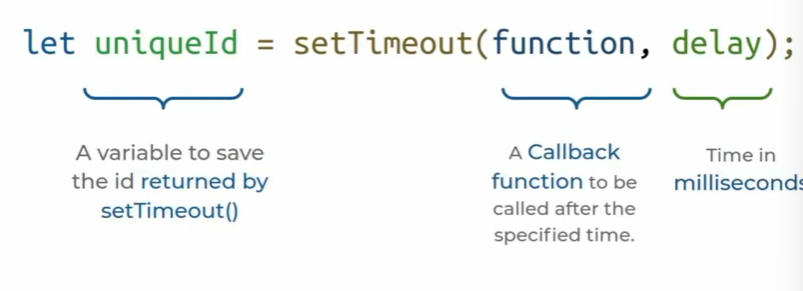 let uniqueId = setTimeout(function, delay);
A variable to save
the id returned by
setTimeout()
A Callback
function to be
called after the
specified time.
Time in
milliseconds